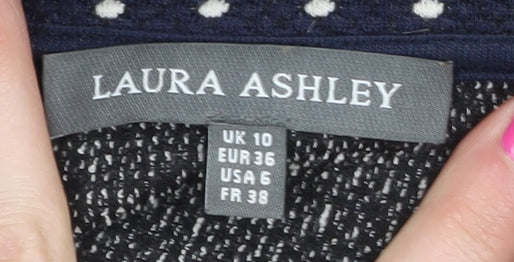 LAURA ASHLEY
UK 10
EUR 36
USA 6
FR 38